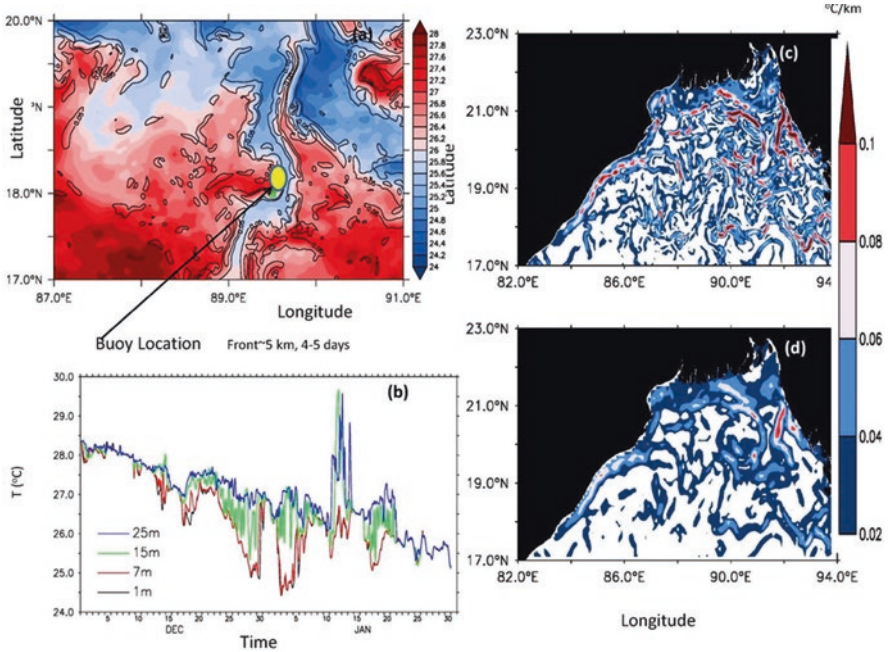 °C/km
20.0°N
°N
18.0°N
17.0°N
Latitude
(a)
28
27.8
27.6
27.4
27.2
27
26.8
26.6
26.4
26.2
26
25.8
25.6
25.4
25.2
25
24.8
24.6
24.4
24.2
24
87.0°E 89.0°E 91.0°E
Longitude
Buoy Location
Front~5 km, 4-5 days
(b)
30.0
29.0
28.0
27.0
26.0
25.0
24.0
T (°C)
25m
15m
7m
1m
5 10 15 20 25 30 5 10 15 20 25 30
DEC JAN
Time
(c)
23.0°N
21.0°N
19.0°N
17.0°N
Latitude
82.0°E 86.0°E 90.0°E 94
(d)
23.0°N
21.0°N
19.0°N
17.0°N
82.0°E 86.0°E 90.0°E 94.0°E
Longitude
0.1
0.08
0.06
0.04
0.02